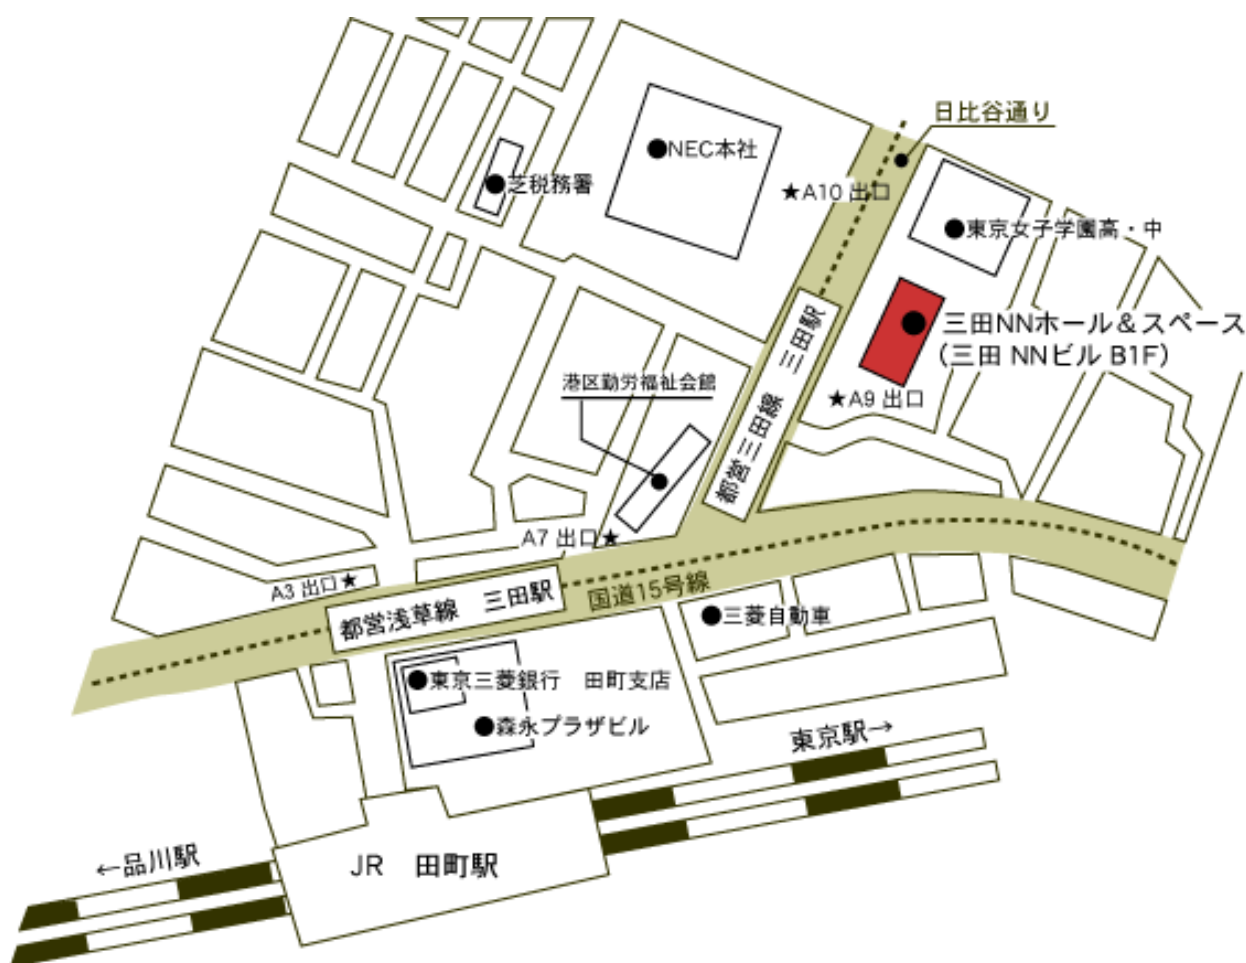 日比谷通り
●NEC本社
●芝税務署
★A10 出口
●東京女子学園高・中
三田NNホール＆スペース
（三田 NNビル B1F）
都営三田線　三田駅
港区勤労福祉会館
★A9 出口
A7 出口★
A3 出口★
国道15号線
都営浅草線　三田駅
●三菱自動車
●東京三菱銀行　田町支店
●森永プラザビル
東京駅→
←品川駅
JR　田町駅